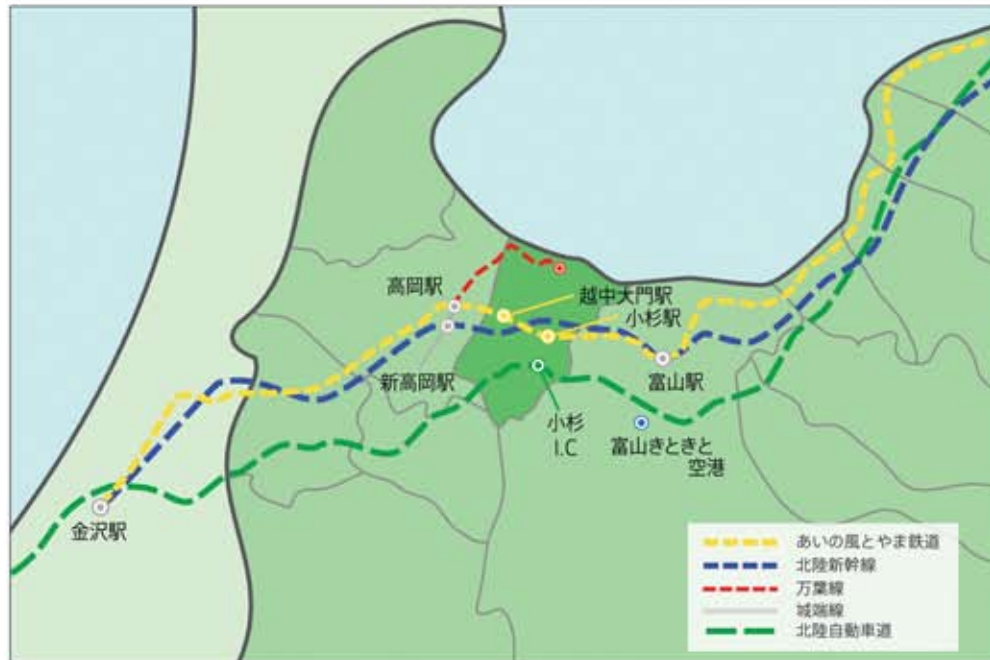 高岡駅
越中大門駅
小杉駅
新高岡駅
富山駅
小杉
I.C
富山きときと
空港
金沢駅
あいの風とやま鉄道
北陸新幹線
万葉線
城端線
北陸自動車道